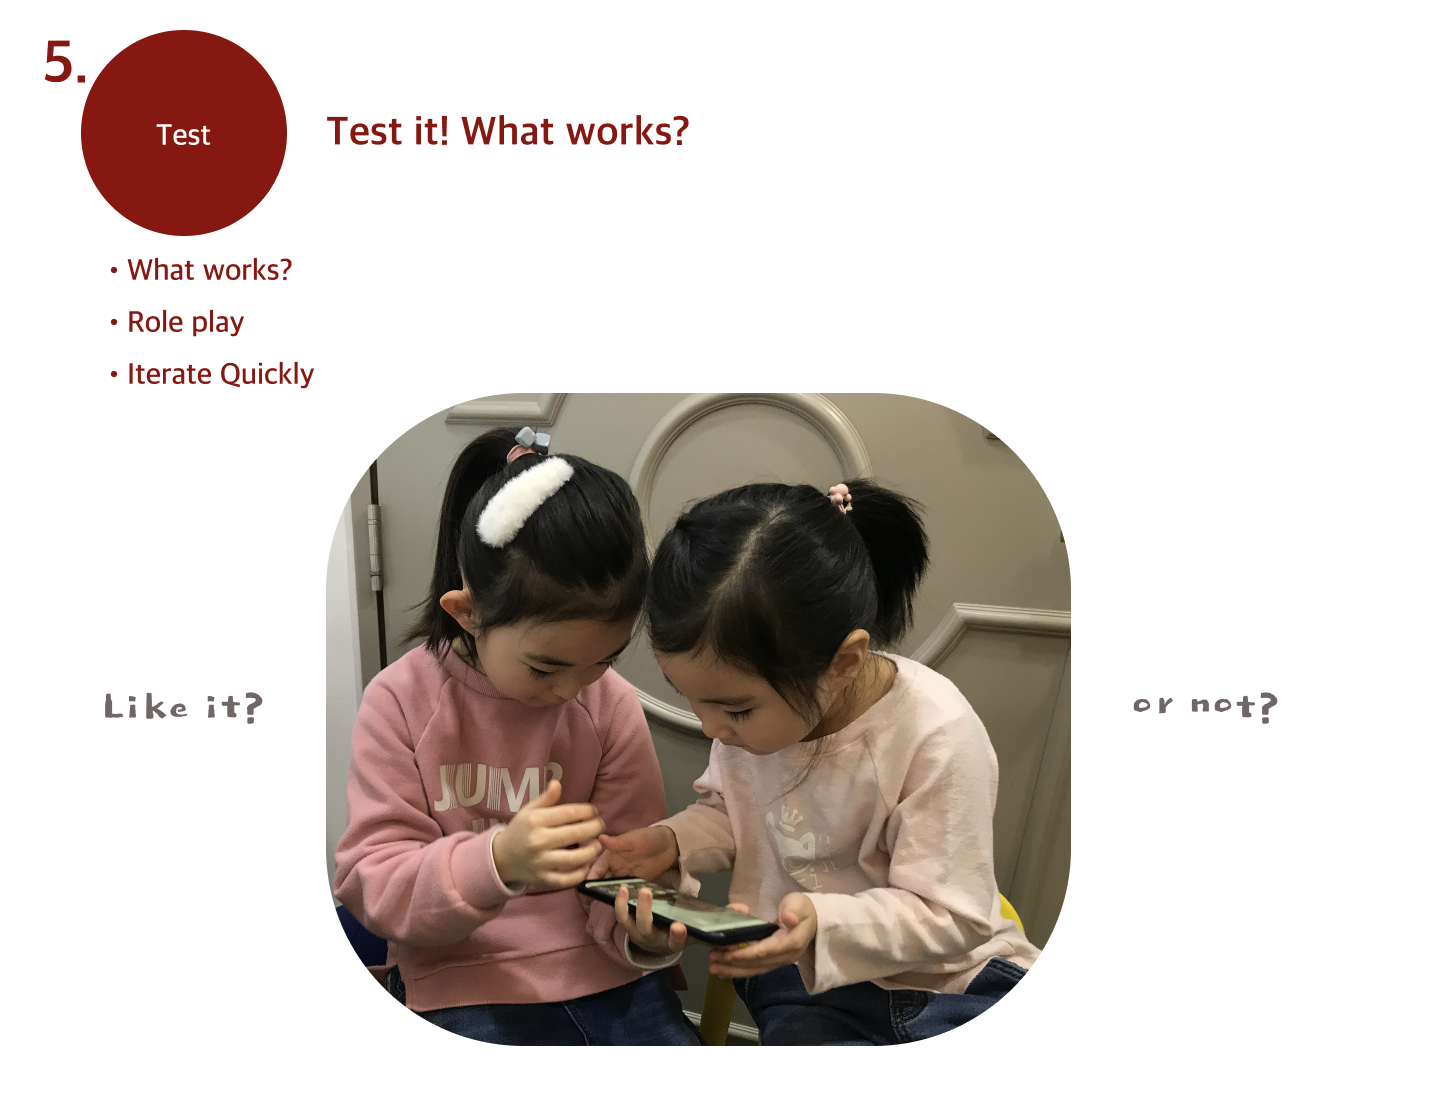 5.
Test
Test it! What works?
• What works?
• Role play
• Iterate Quickly
JUMP
Like it?
or not?